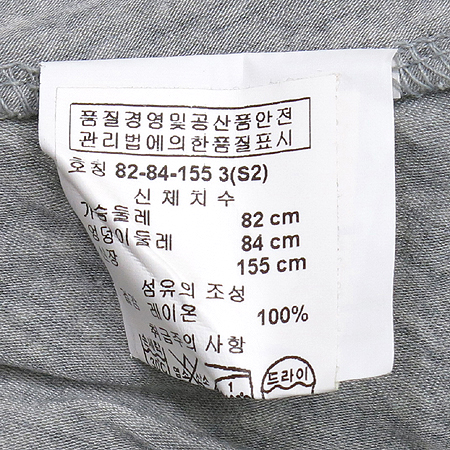 품질경영및공산품안전
관리법에의한품질표시
호칭 82-84-155 3(S2)
신체치수
가슴둘레 82 cm
엉덩이둘레 84 cm
장 155 cm
섬유의 조성
레이온 100%
취급주의 사항
드라이